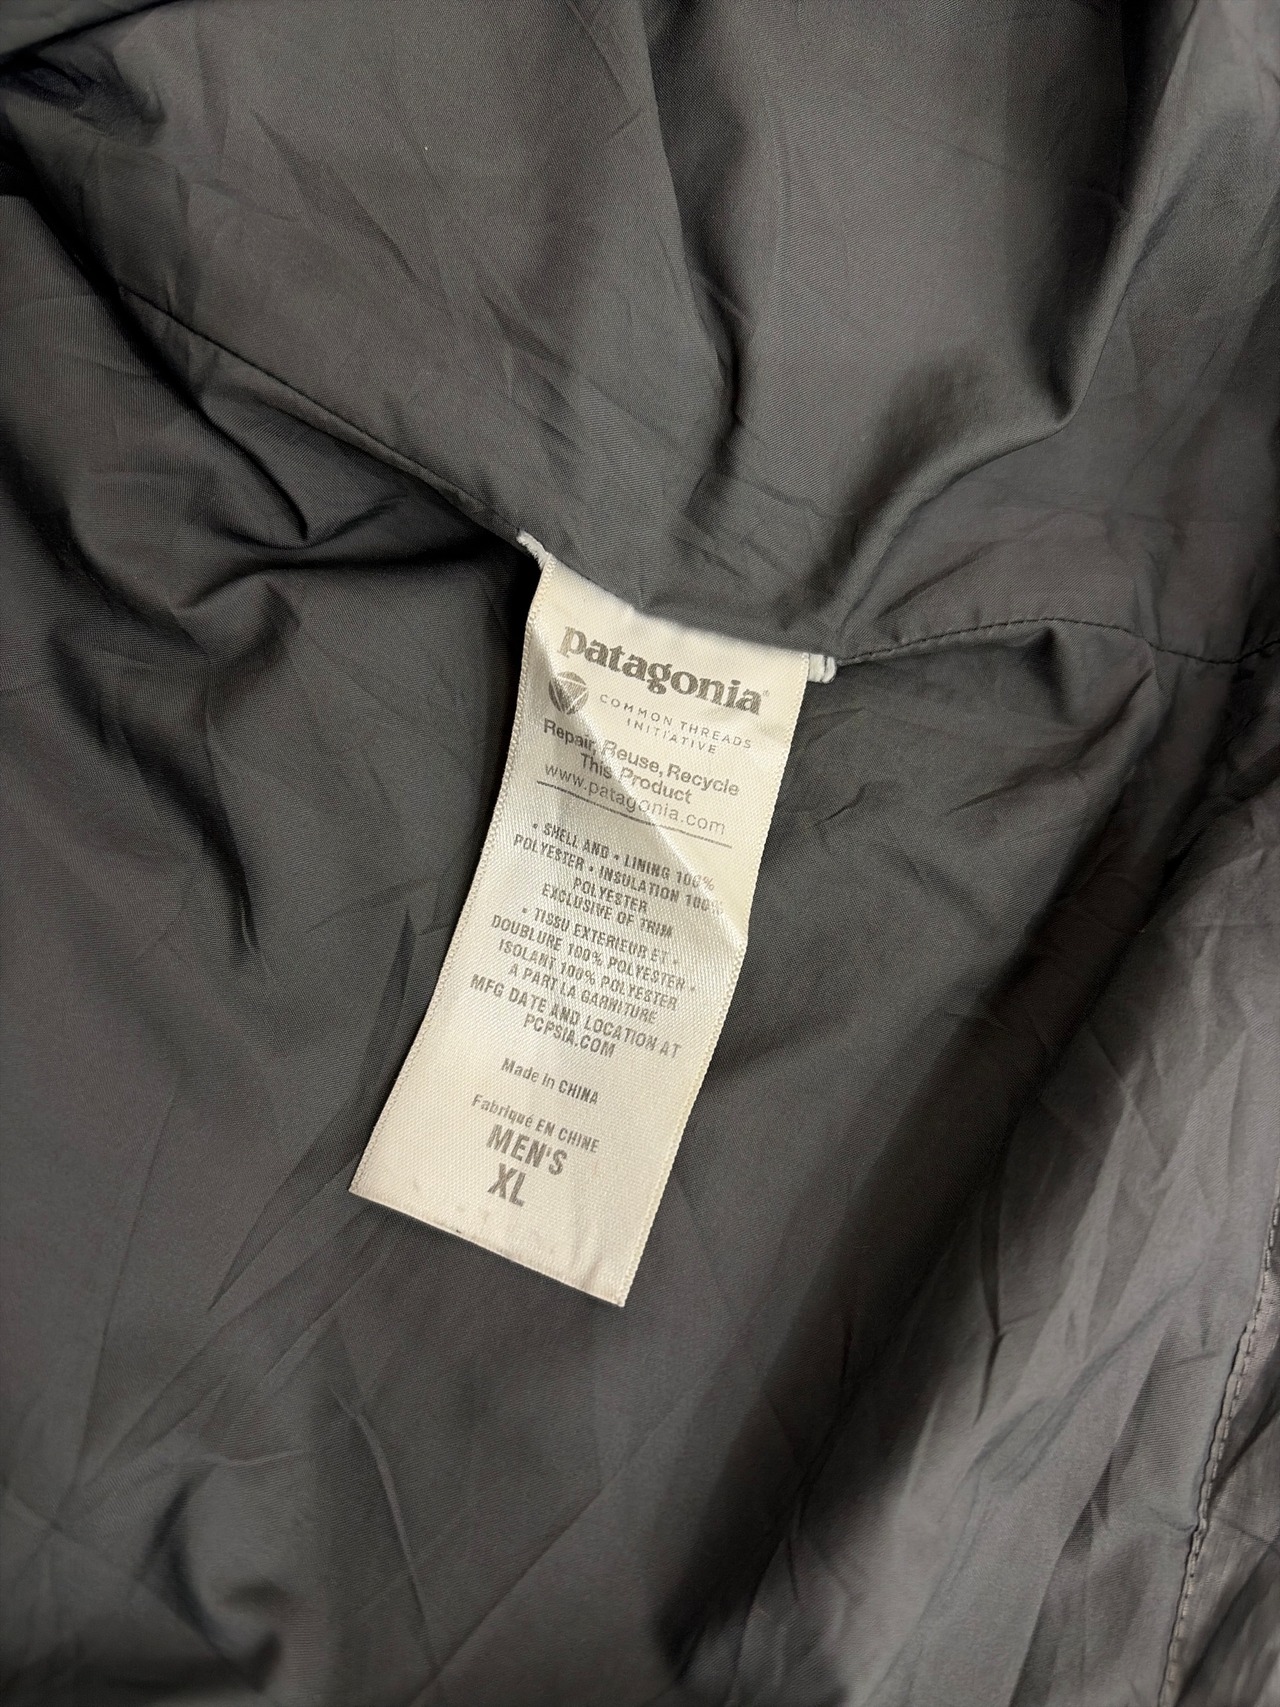 patagonia®
COMMON THREADS
INITIATIVE
Repair, Reuse, Recycle
This Product
www.patagonia.com
• SHELL AND • LINING 100%
POLYESTER • INSULATION 100%
POLYESTER
EXCLUSIVE OF TRIM
• TISSU EXTERIEUR ET •
DOUBLURE 100% POLYESTER •
ISOLANT 100% POLYESTER
A PART LA GARNITURE
MFG DATE AND LOCATION AT
PCPSIA.COM
Made in CHINA
Fabriqué EN CHINE
MEN'S
XL